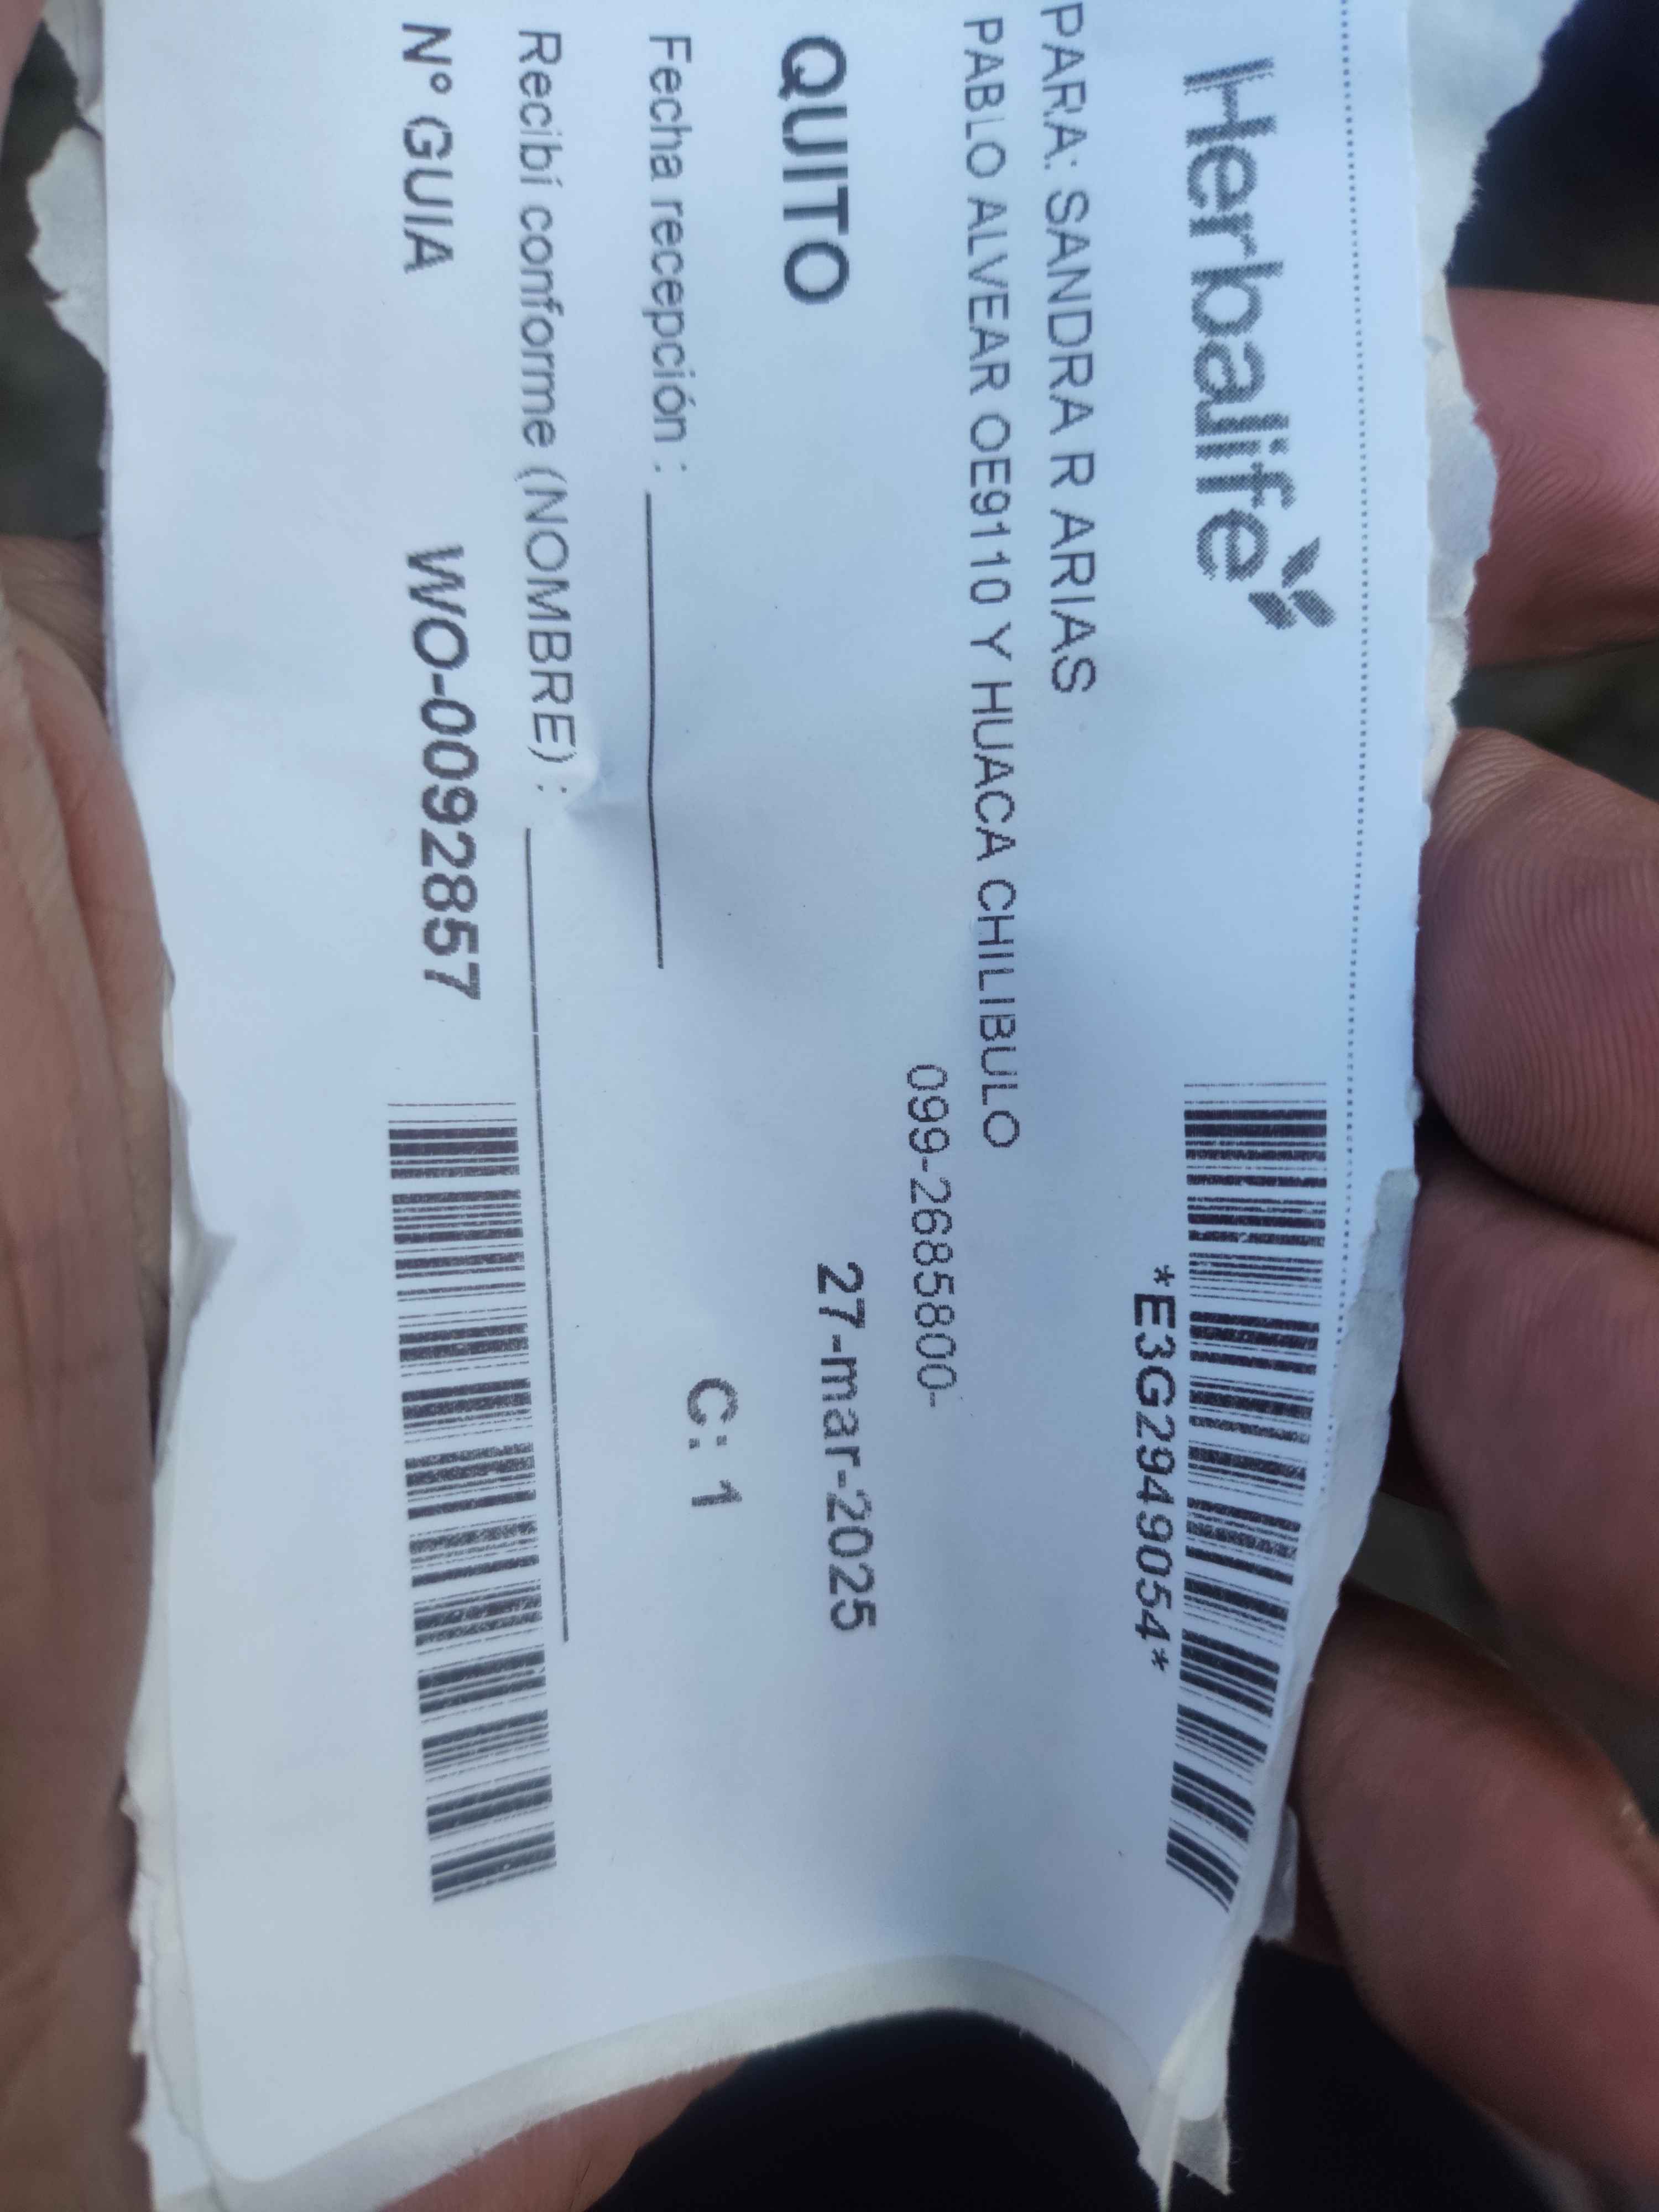 Herbalife
*E3G2949054*
PARA: SANDRA R ARIAS
PABLO ALVEAR OE9110 Y HUACA CHILIBULO
099-2685800-
QUITO
27-mar-2025
C: 1
Fecha recepción :
Recibí conforme (NOMBRE) :
N° GUIA WO-0092857